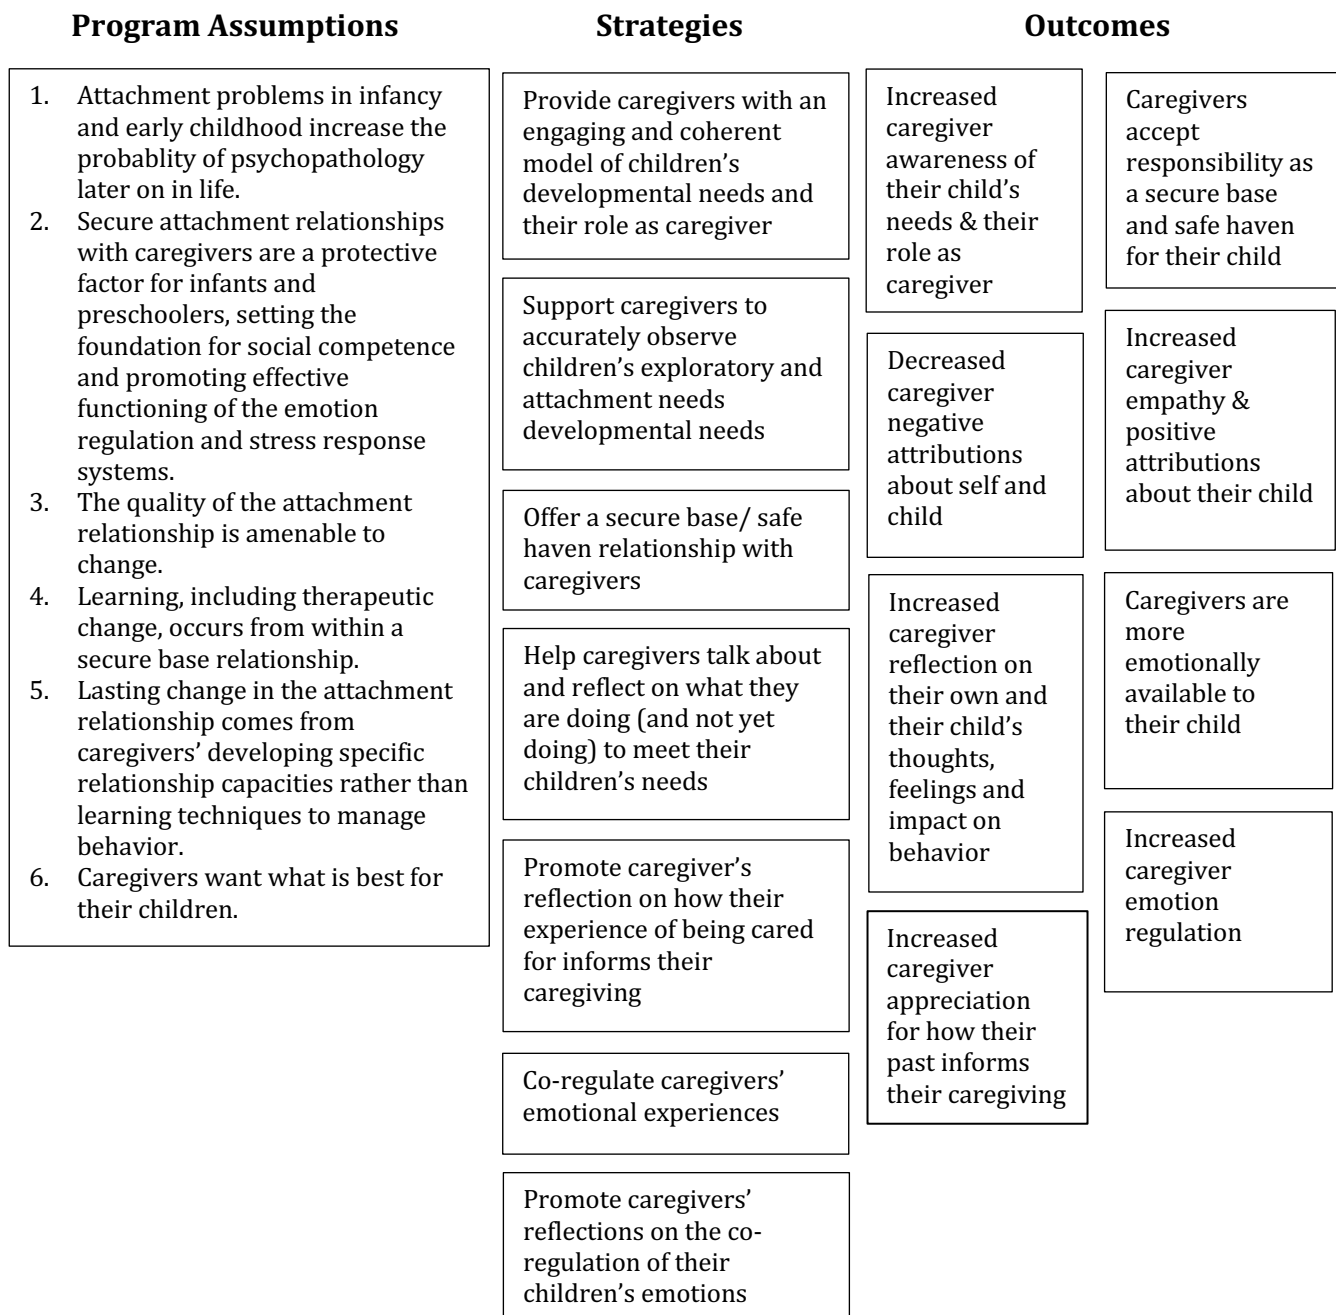 Program Assumptions
Strategies
Outcomes
1. Attachment problems in infancy
and early childhood increase the
probablity of psychopathology
later on in life.
2. Secure attachment relationships
with caregivers are a protective
factor for infants and
preschoolers, setting the
foundation for social competence
and promoting effective
functioning of the emotion
regulation and stress response
systems.
3. The quality of the attachment
relationship is amenable to
change.
4. Learning, including therapeutic
change, occurs from within a
secure base relationship.
5. Lasting change in the attachment
relationship comes from
caregivers’ developing specific
relationship capacities rather than
learning techniques to manage
behavior.
6. Caregivers want what is best for
their children.
Provide caregivers with an
engaging and coherent
model of children’s
developmental needs and
their role as caregiver
Support caregivers to
accurately observe
children’s exploratory and
attachment needs
developmental needs
Offer a secure base/ safe
haven relationship with
caregivers
Help caregivers talk about
and reflect on what they
are doing (and not yet
doing) to meet their
children’s needs
Promote caregiver’s
reflection on how their
experience of being cared
for informs their
caregiving
Co-regulate caregivers’
emotional experiences
Promote caregivers’
reflections on the co-
regulation of their
children’s emotions
Increased
caregiver
awareness of
their child’s
needs & their
role as
caregiver
Decreased
caregiver
negative
attributions
about self and
child
Increased
caregiver
reflection on
their own and
their child’s
thoughts,
feelings and
impact on
behavior
Increased
caregiver
appreciation
for how their
past informs
their caregiving
Caregivers
accept
responsibility as
a secure base
and safe haven
for their child
Increased
caregiver
empathy &
positive
attributions
about their child
Caregivers are
more
emotionally
available to
their child
Increased
caregiver
emotion
regulation